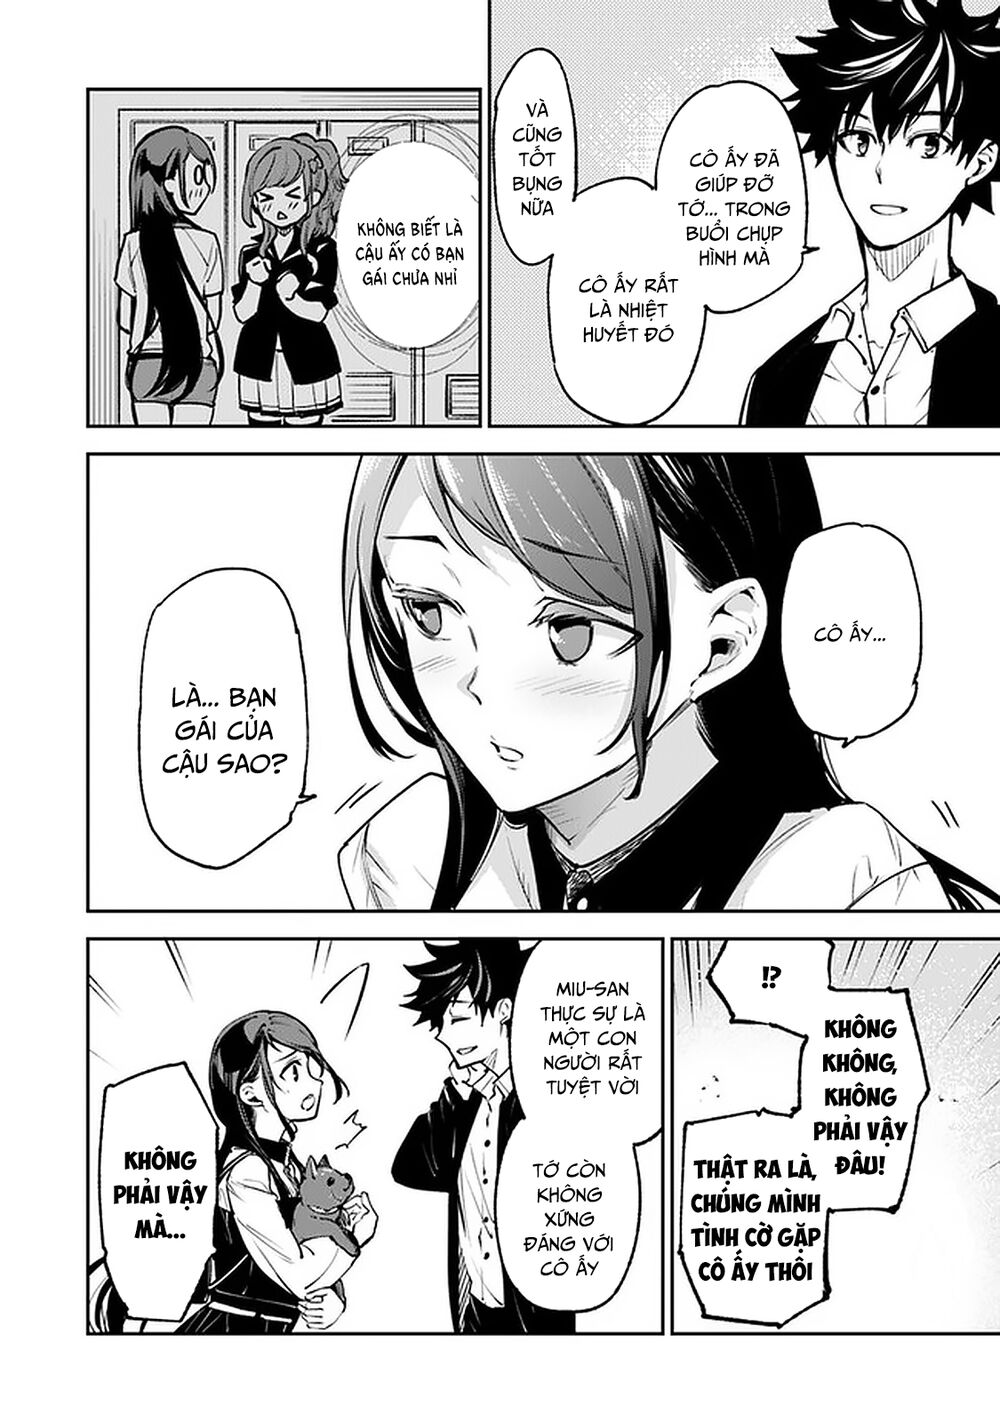 CÔ ẤY ĐÃ
GIÚP ĐỠ
TỚ... TRONG
BUỔI CHỤP
HÌNH MÀ
CÔ ẤY RẤT
LÀ NHIỆT
HUYẾT ĐÓ
VÀ
CŨNG
TỐT
BỤNG
NỮA
KHÔNG BIẾT LÀ
CẬU ẤY CÓ BẠN
GÁI CHƯA NHỈ
CÔ ẤY...
LÀ... BẠN
GÁI CỦA
CẬU SAO?
!?
KHÔNG
KHÔNG,
KHÔNG
PHẢI VẬY
ĐÂU!
THẬT RA LÀ,
CHÚNG MÌNH
TÌNH CỜ GẶP
CÔ ẤY THÔI
MIU-SAN
THỰC SỰ LÀ
MỘT CON
NGƯỜI RẤT
TUYỆT VỜI
TỚ CÒN
KHÔNG
XỨNG
ĐÁNG VỚI
CÔ ẤY
KHÔNG
PHẢI VẬY
MÀ...